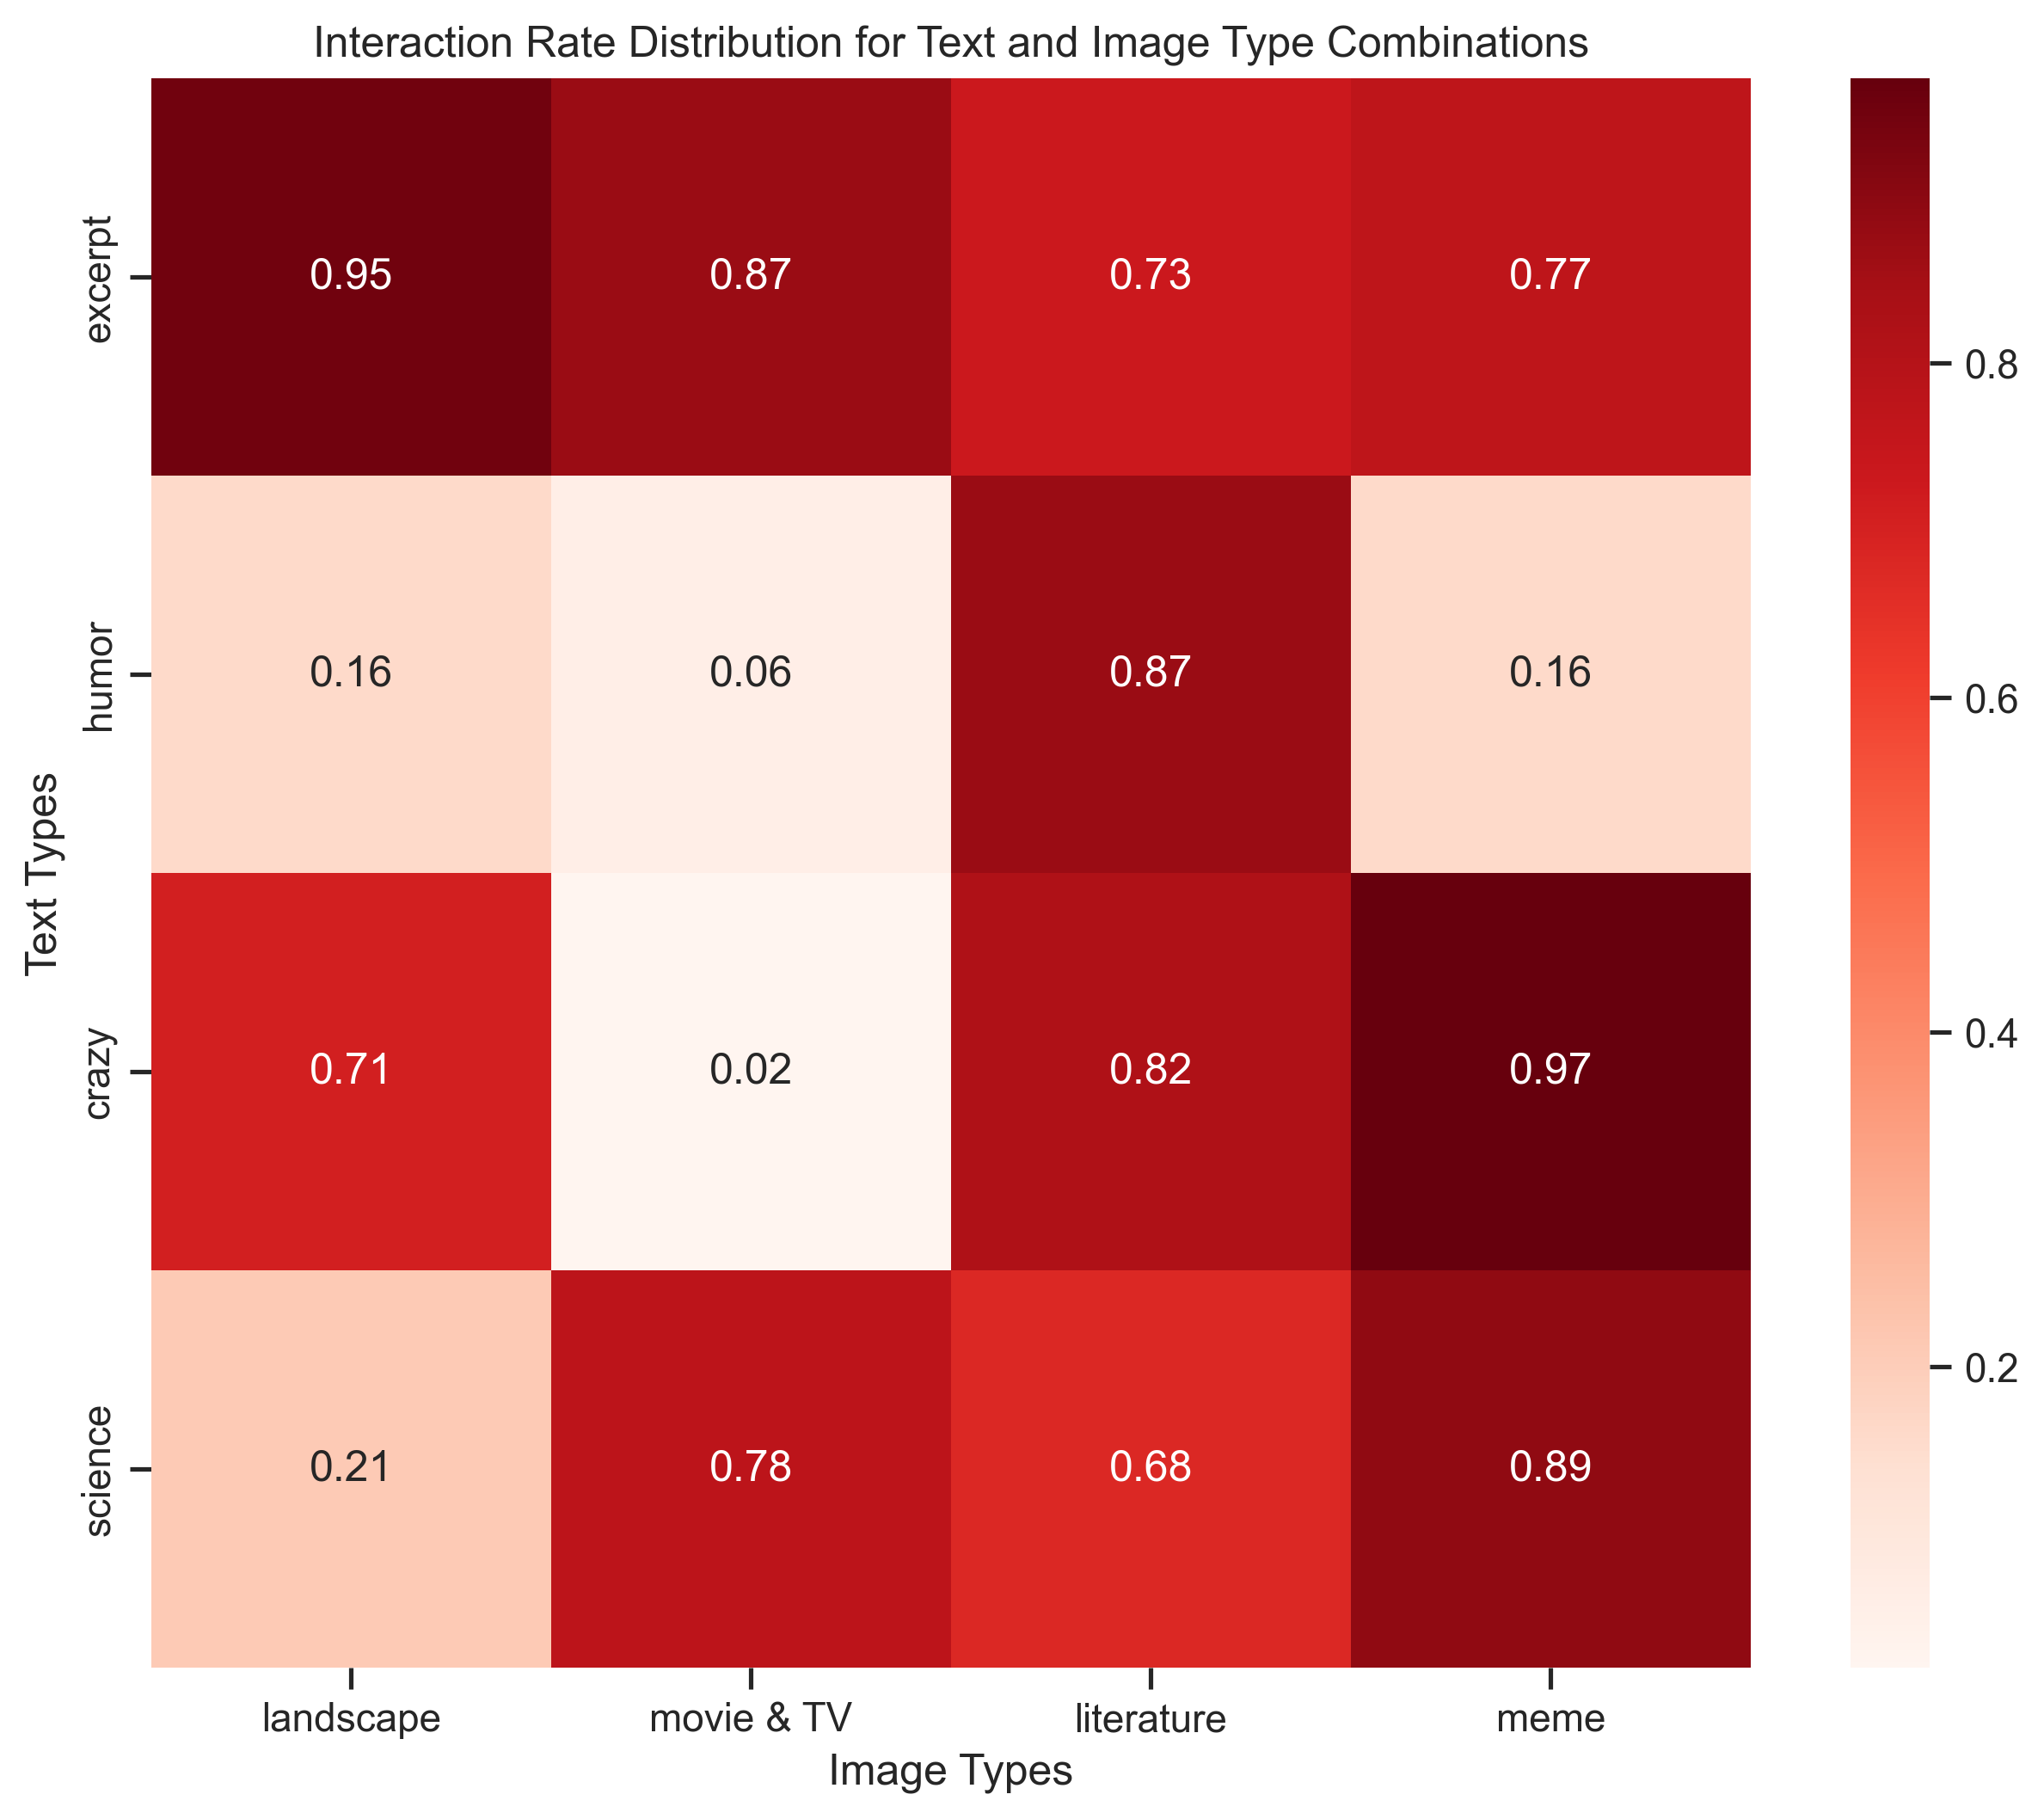 Interaction Rate Distribution for Text and Image Type Combinations
Text Types
excerpt
0.95 0.87 0.73 0.77
humor
0.16 0.06 0.87 0.16
crazy
0.71 0.02 0.82 0.97
science
0.21 0.78 0.68 0.89
landscape movie & TV literature meme
Image Types
0.8
0.6
0.4
0.2